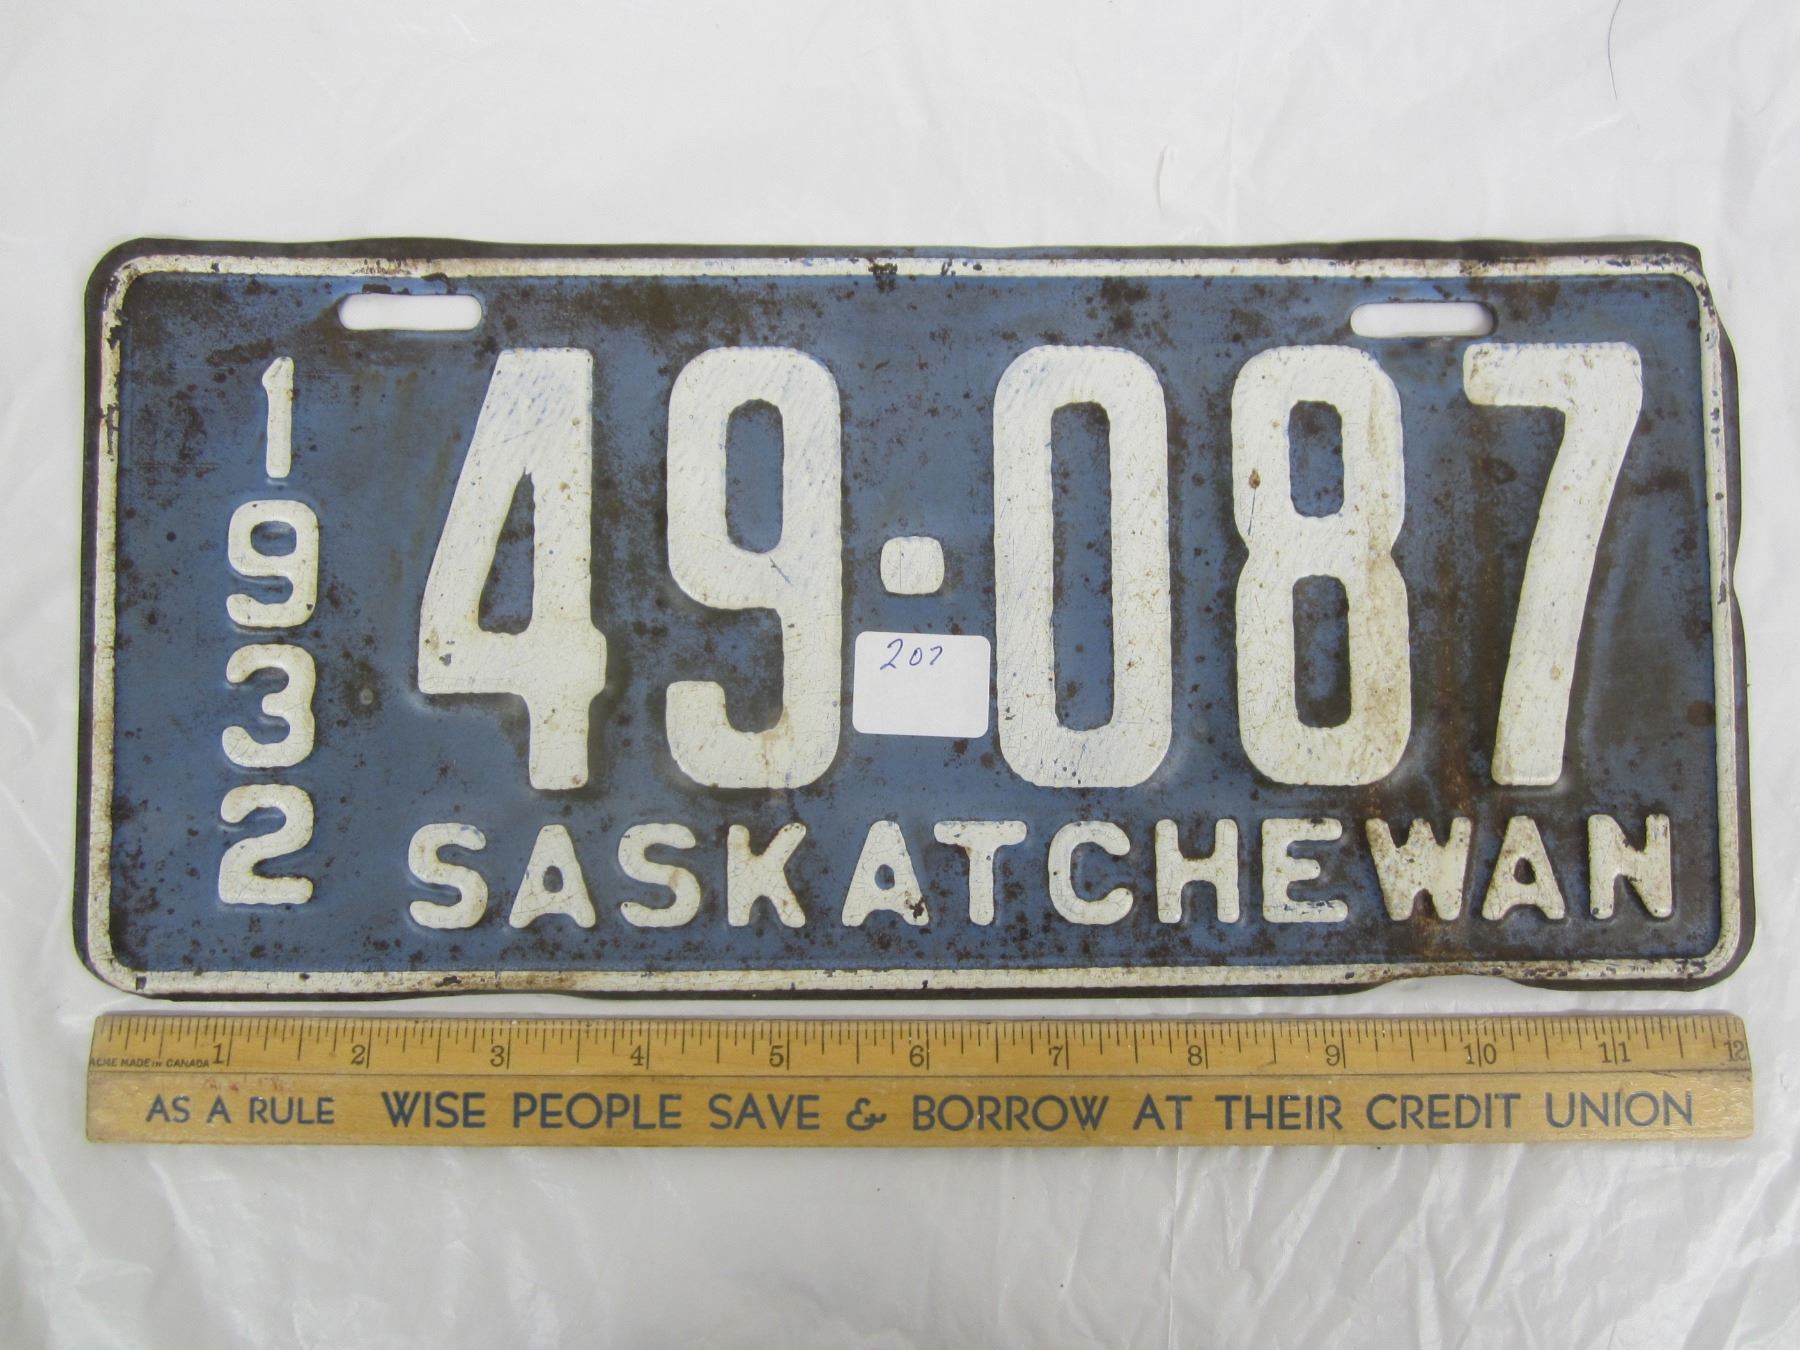 1932
49·087
207
SASKATCHEWAN
1 2 3 4 5 6 7 8 9 10 11 12
ACME MADE IN CANADA
AS A RULE WISE PEOPLE SAVE & BORROW AT THEIR CREDIT UNION